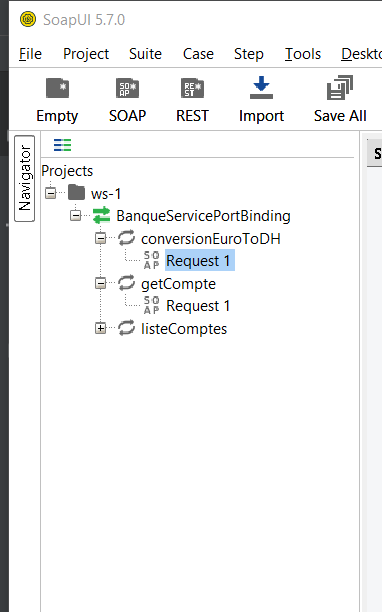 SoapUI 5.7.0
File Project Suite Case Step Tools
Empty SOAP REST Import Save All
Navigator
Projects
ws-1
BanqueServicePortBinding
conversionEuroToDH
Request 1
getCompte
Request 1
listeComptes